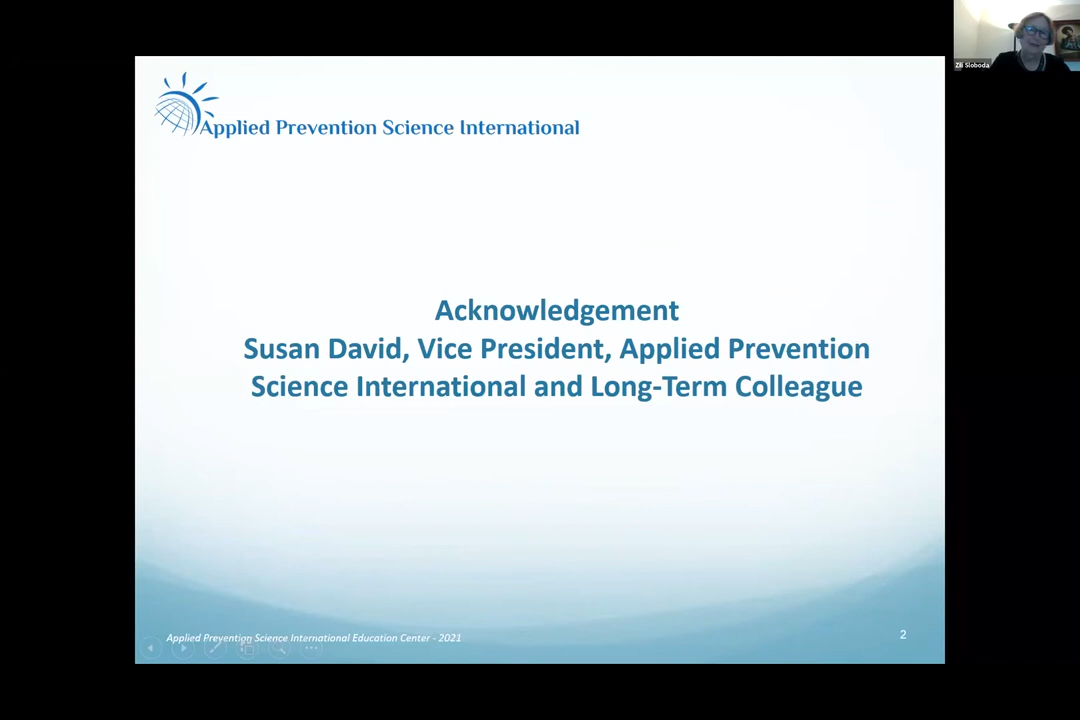 Zili Sloboda
Applied Prevention Science International
Acknowledgement
Susan David, Vice President, Applied Prevention
Science International and Long-Term Colleague
Applied Prevention Science International Education Center - 2021
2